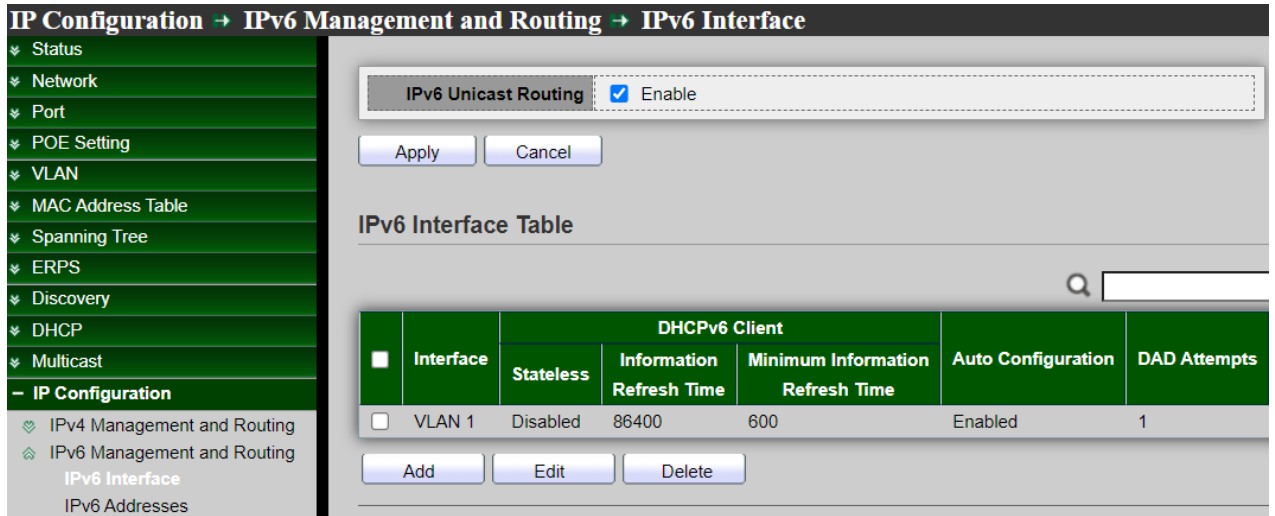 IP Configuration → IPv6 Management and Routing → IPv6 Interface
Status
Network
Port
POE Setting
VLAN
MAC Address Table
Spanning Tree
ERPS
Discovery
DHCP
Multicast
IP Configuration
IPv4 Management and Routing
IPv6 Management and Routing
IPv6 Interface
IPv6 Addresses
IPv6 Unicast Routing Enable
Apply Cancel
IPv6 Interface Table
DHCPv6 Client
Interface Stateless Information Refresh Time Minimum Information Refresh Time Auto Configuration DAD Attempts
VLAN 1 Disabled 86400 600 Enabled 1
Add Edit Delete